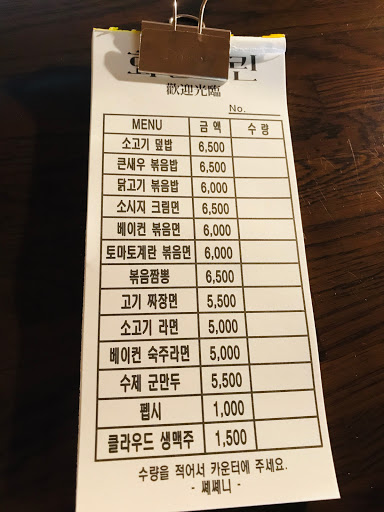 歡迎光臨
No.
MENU 금 액 수 량
소고기 덮밥 6,500
큰새우 볶음밥 6,500
닭고기 볶음밥 6,000
소시지 크림면 6,500
베이컨 볶음면 6,000
토마토계란 볶음면 6,000
볶음짬뽕 6,500
고기 짜장면 5,500
소고기 라면 5,000
베이컨 숙주라면 5,000
수제 군만두 5,500
펩시 1,000
클라우드 생맥주 1,500
수량을 적어서 카운터에 주세요.
- 쎼쎼니 -